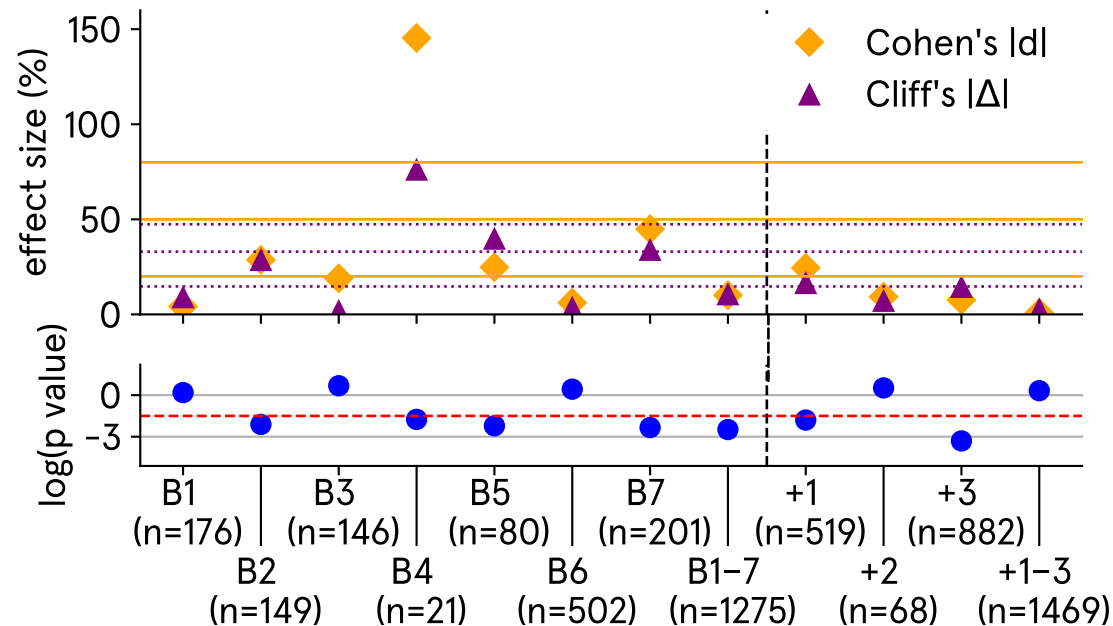 effect size (%)
150
100
50
0
Cohen's |d|
Cliff's |Δ|
log(p value)
0
−3
B1 B3 B5 B7 +1 +3
(n=176) (n=146) (n=80) (n=201) (n=519) (n=882)
B2 B4 B6 B1−7 +2 +1−3
(n=149) (n=21) (n=502) (n=1275) (n=68) (n=1469)